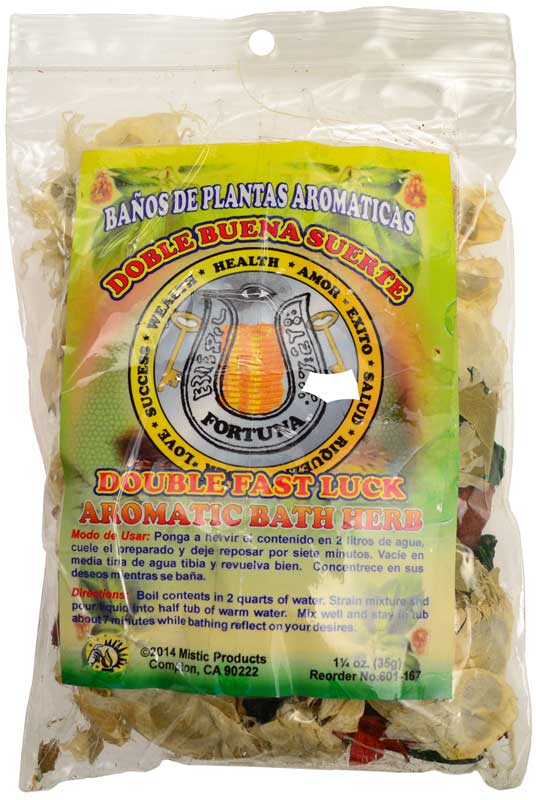 BAÑOS DE PLANTAS AROMATICAS
DOBLE BUENA SUERTE
LOVE ★ SUCCESS ★ WEALTH ★ HEALTH ★ AMOR ★ EXITO ★ SALUD ★
FORTUNA
DOUBLE FAST LUCK
AROMATIC BATH HERB
Modo de Usar: Ponga a hervir el contenido en 2 litros de agua,
cuele el preparado y deje reposar por siete minutos. Vacie en
media tina de agua tibia y revuelva bien. Concentrece en sus
deseos mientras se baña.
Directions: Boil contents in 2 quarts of water. Strain mixture and
pour liquid into half tub of warm water. Mix well and stay in tub
about 7 minutes while bathing reflect on your desires.
©2014 Mistic Products
Compton, CA 90222
1¼ oz. (35g)
Reorder No.601-167